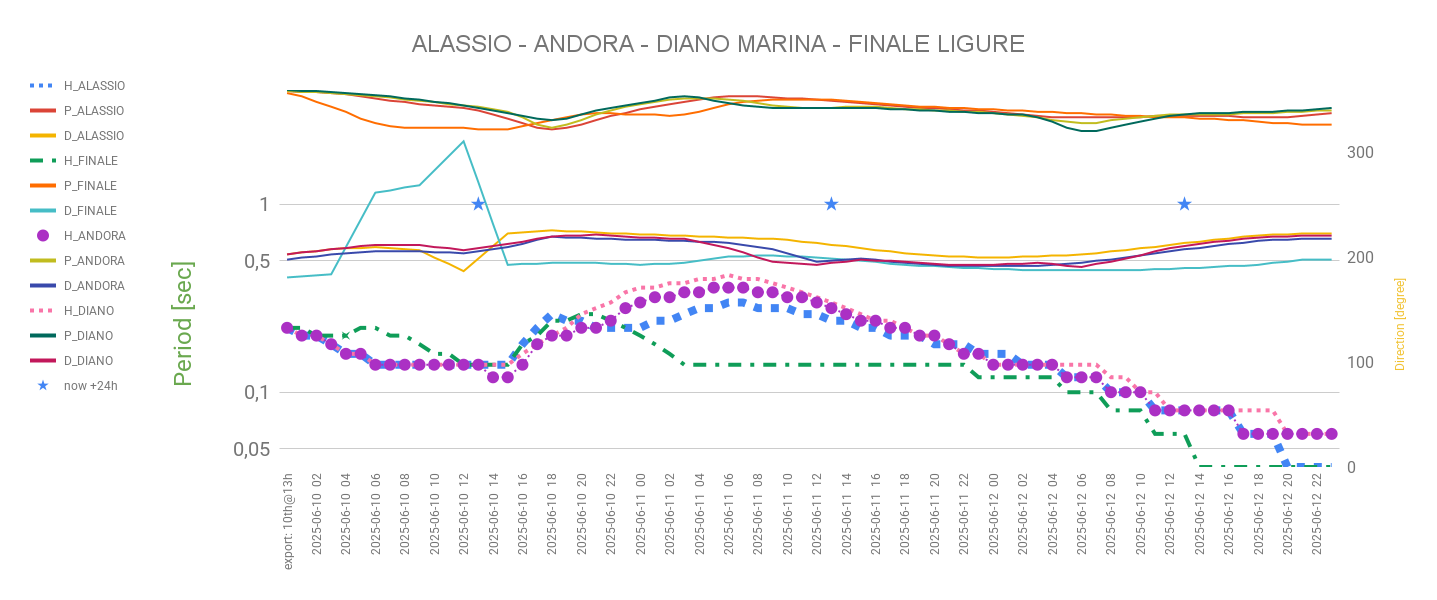 ALASSIO - ANDORA - DIANO MARINA - FINALE LIGURE
H_ALASSIO
P_ALASSIO
D_ALASSIO
H_FINALE
P_FINALE
D_FINALE
H_ANDORA
P_ANDORA
D_ANDORA
H_DIANO
P_DIANO
D_DIANO
now +24h
Period [sec]
1
0,5
0,1
0,05
300
200
100
0
Direction [degree]
export: 10th@13h
2025-06-10 02
2025-06-10 04
2025-06-10 06
2025-06-10 08
2025-06-10 10
2025-06-10 12
2025-06-10 14
2025-06-10 16
2025-06-10 18
2025-06-10 20
2025-06-10 22
2025-06-11 00
2025-06-11 02
2025-06-11 04
2025-06-11 06
2025-06-11 08
2025-06-11 10
2025-06-11 12
2025-06-11 14
2025-06-11 16
2025-06-11 18
2025-06-11 20
2025-06-11 22
2025-06-12 00
2025-06-12 02
2025-06-12 04
2025-06-12 06
2025-06-12 08
2025-06-12 10
2025-06-12 12
2025-06-12 14
2025-06-12 16
2025-06-12 18
2025-06-12 20
2025-06-12 22